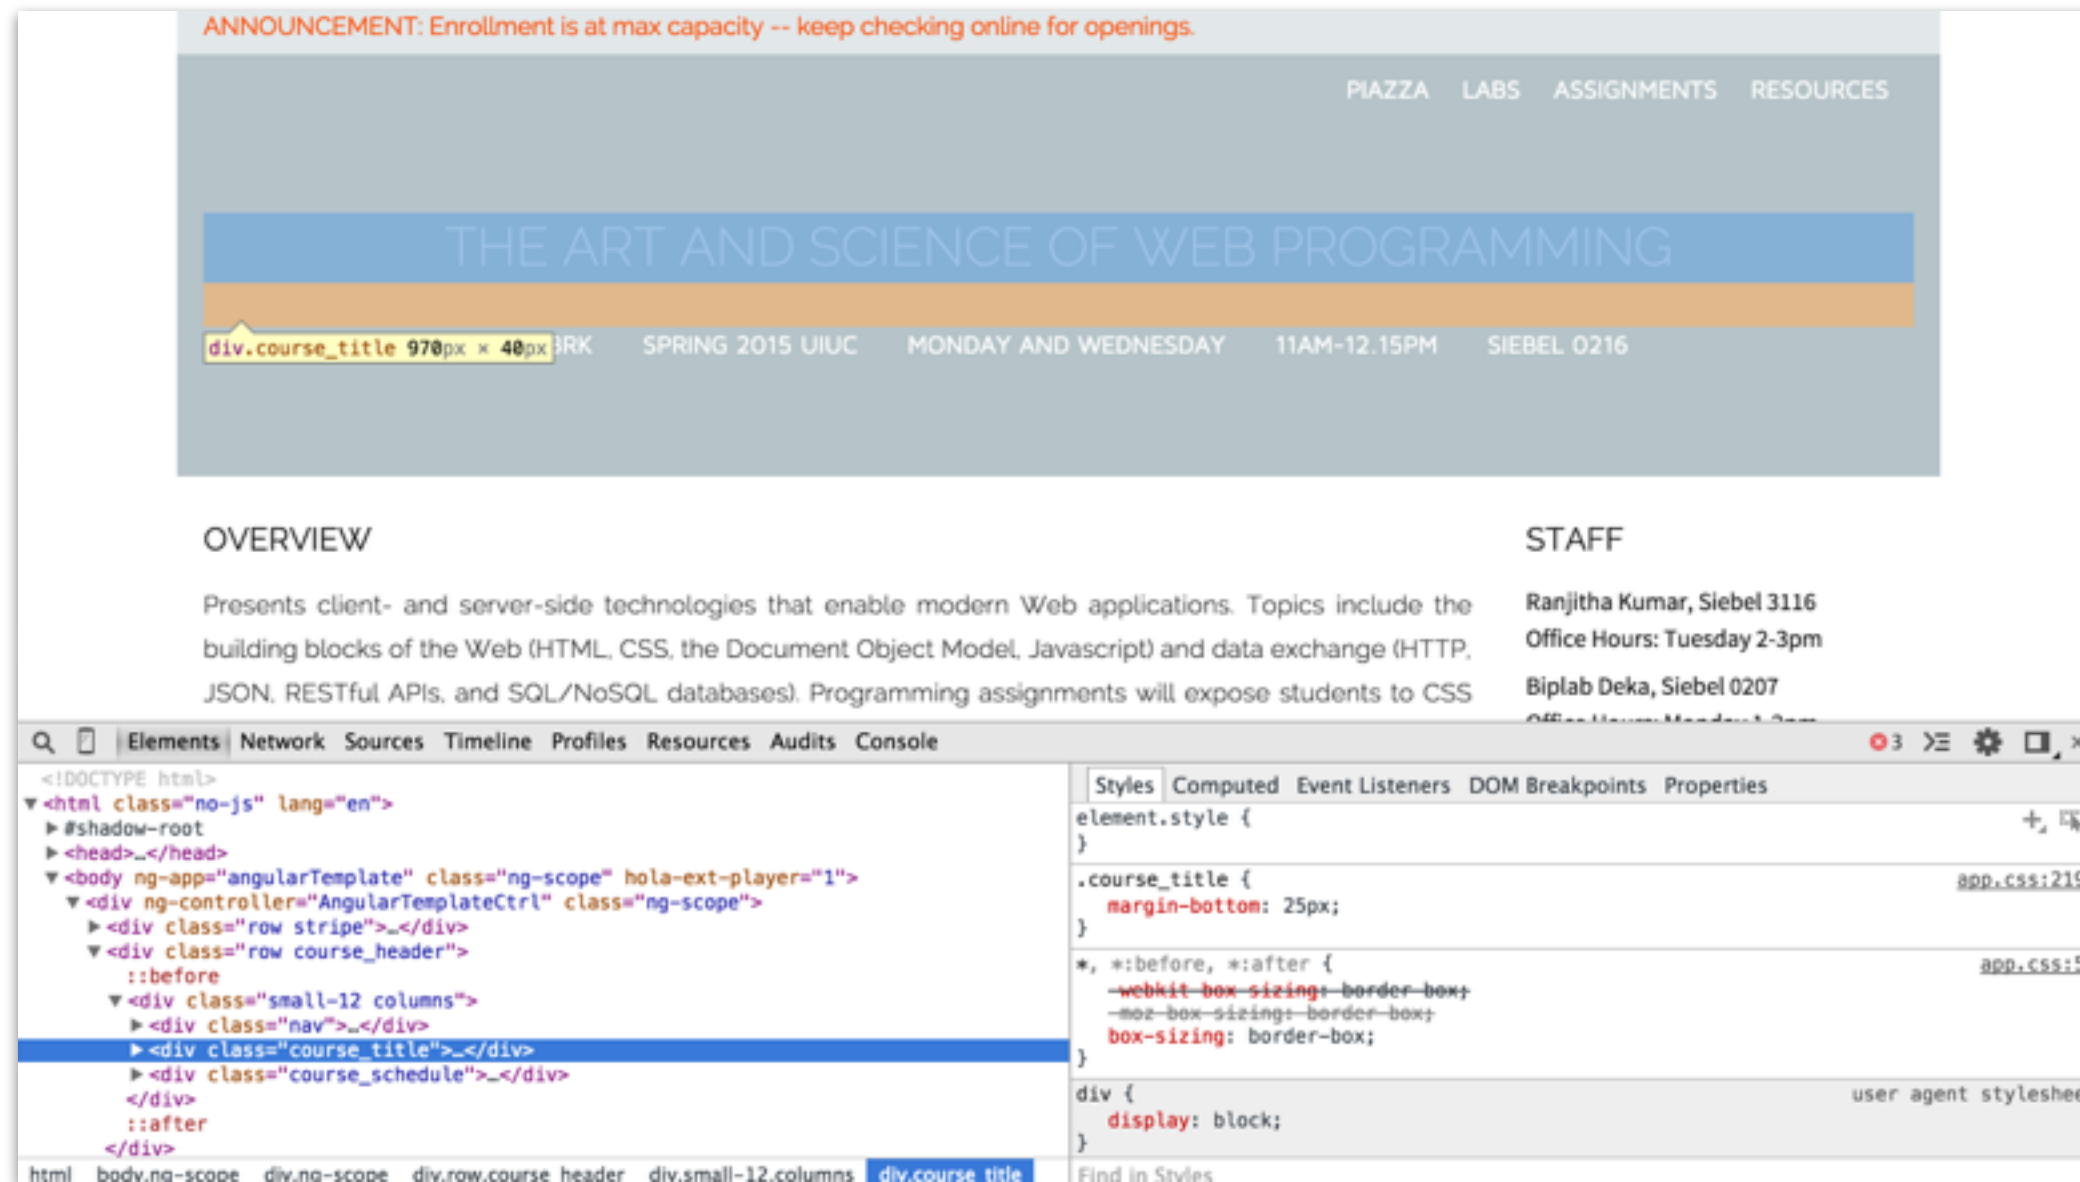 ANNOUNCEMENT: Enrollment is at max capacity -- keep checking online for openings.
PIAZZA LABS ASSIGNMENTS RESOURCES
THE ART AND SCIENCE OF WEB PROGRAMMING
div.course_title 970px × 40px
SPRING 2015 UIUC MONDAY AND WEDNESDAY 11AM-12.15PM SIEBEL 0216
OVERVIEW
Presents client- and server-side technologies that enable modern Web applications. Topics include the
building blocks of the Web (HTML, CSS, the Document Object Model, Javascript) and data exchange (HTTP,
JSON, RESTful APIs, and SQL/NoSQL databases). Programming assignments will expose students to CSS
STAFF
Ranjitha Kumar, Siebel 3116
Office Hours: Tuesday 2-3pm
Biplab Deka, Siebel 0207
Elements Network Sources Timeline Profiles Resources Audits Console
3
<!DOCTYPE html>
<html class="no-js" lang="en">
#shadow-root
<head>…</head>
<body ng-app="angularTemplate" class="ng-scope" hola-ext-player="1">
<div ng-controller="AngularTemplateCtrl" class="ng-scope">
<div class="row stripe">…</div>
<div class="row course_header">
::before
<div class="small-12 columns">
<div class="nav">…</div>
<div class="course_title">…</div>
<div class="course_schedule">…</div>
</div>
::after
</div>
html body.ng-scope div.ng-scope div.row.course_header div.small-12.columns div.course_title
Styles Computed Event Listeners DOM Breakpoints Properties
element.style {
}
.course_title { app.css:219
margin-bottom: 25px;
}
*, *:before, *:after { app.css:5
-webkit-box-sizing: border-box;
-moz-box-sizing: border-box;
box-sizing: border-box;
}
div { user agent styleshee
display: block;
}
Find in Styles